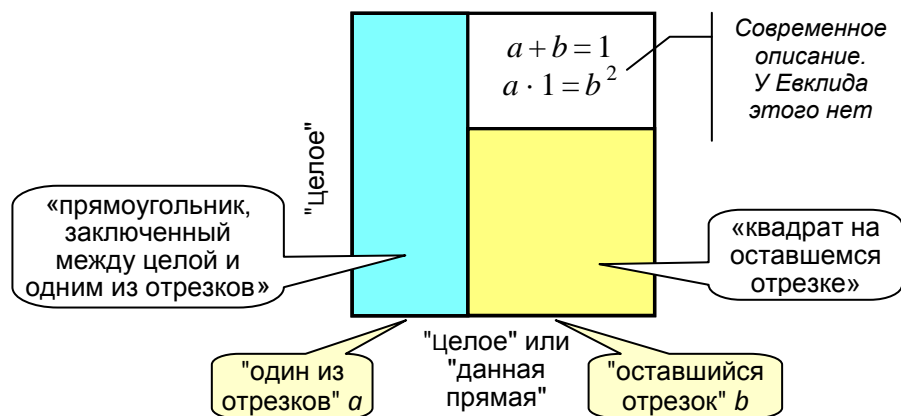 a + b = 1
a · 1 = b²
Современное
описание.
У Евклида
этого нет
"Целое"
«прямоугольник,
заключенный
между целой и
одним из отрезков»
«квадрат на
оставшемся
отрезке»
"один из
отрезков" a
"Целое" или
"данная
прямая"
"оставшийся
отрезок" b